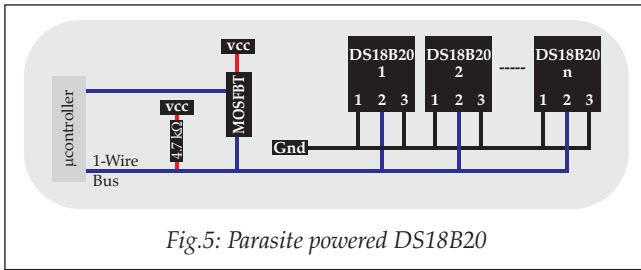 vcc
DS18B20 DS18B20 DS18B20
1 2 ----- n
MOSFBT
vcc
1 2 3 1 2 3 1 2 3
µcontroller
4.7 kΩ
Gnd
1-Wire
Bus
Fig.5: Parasite powered DS18B20